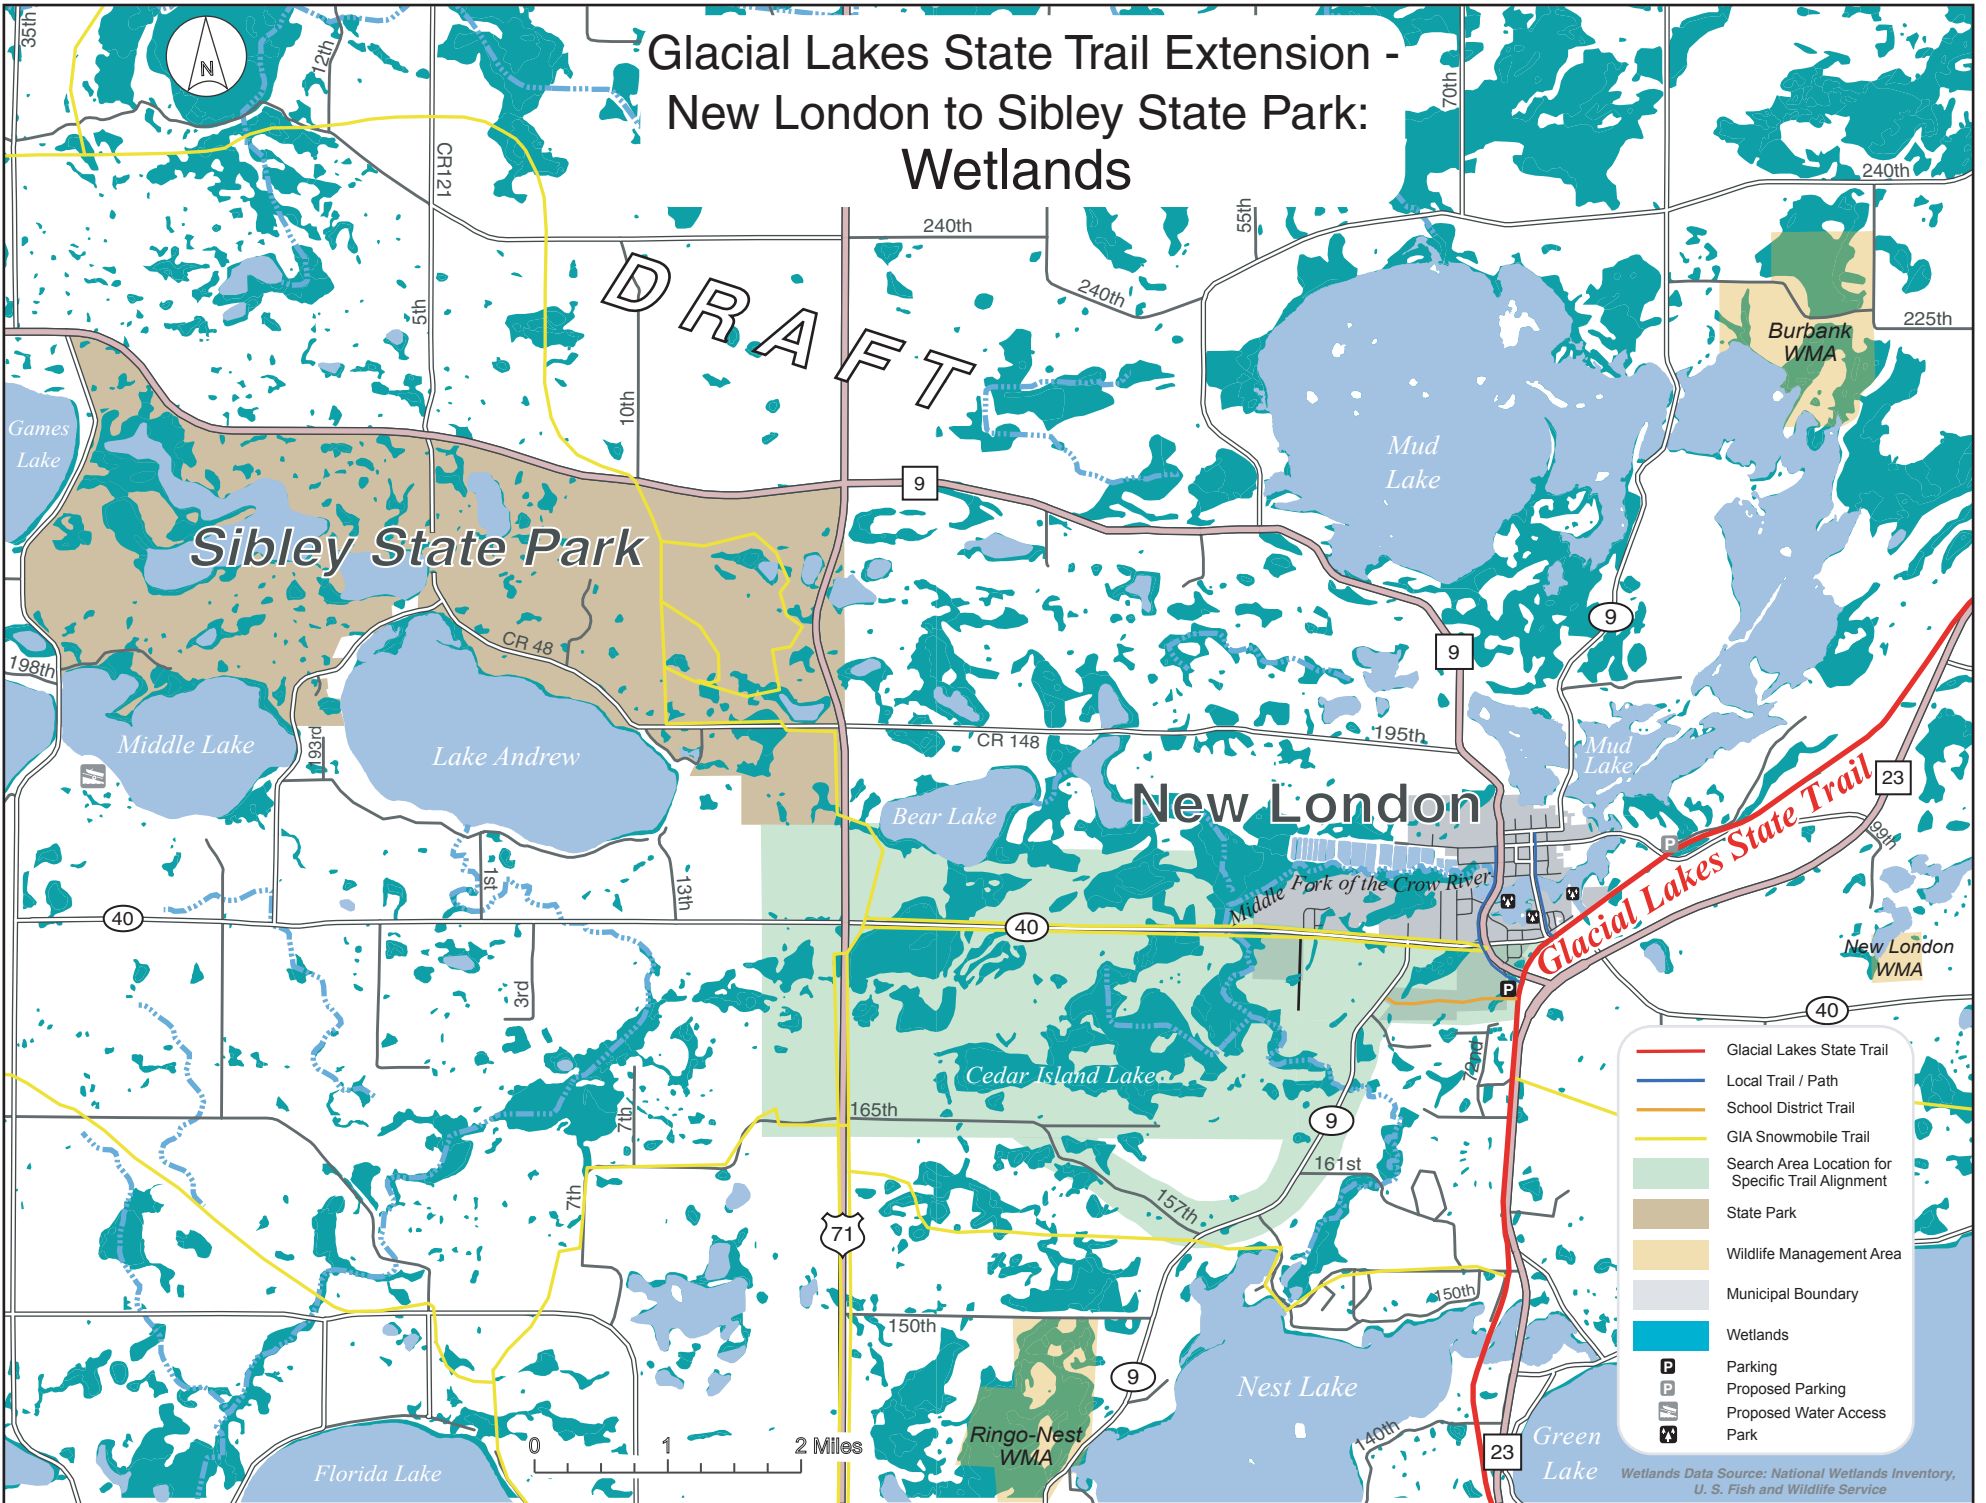 Glacial Lakes State Trail Extension -
New London to Sibley State Park:
Wetlands
N
35th
12th
CR121
70th
240th
55th
240th
240th
225th
5th
10th
DRAFT
Burbank
WMA
Games
Lake
Mud
Lake
9
Sibley State Park
9
9
CR 48
198th
193rd
Middle Lake
Lake Andrew
CR 148
195th
Mud
Lake
23
Bear Lake
New London
Glacial Lakes State Trail
P
99th
1st
13th
Middle Fork of the Crow River
40
40
New London
WMA
3rd
P
40
72nd
Cedar Island Lake
165th
7th
9
161st
7th
157th
71
150th
150th
9
Nest Lake
Ringo-Nest
WMA
140th
23
Green
Lake
Florida Lake
0 1 2 Miles
Glacial Lakes State Trail
Local Trail / Path
School District Trail
GIA Snowmobile Trail
Search Area Location for
Specific Trail Alignment
State Park
Wildlife Management Area
Municipal Boundary
Wetlands
P Parking
P Proposed Parking
Proposed Water Access
Park
Wetlands Data Source: National Wetlands Inventory,
U. S. Fish and Wildlife Service